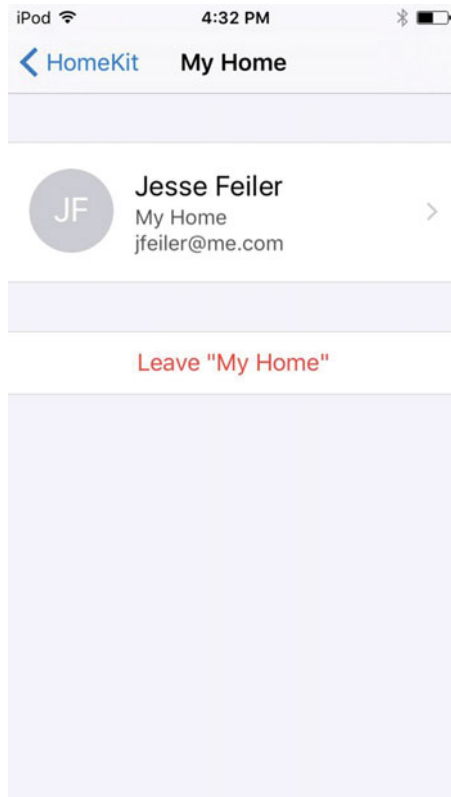 iPod 4:32 PM
HomeKit My Home
JF
Jesse Feiler
My Home
jfeiler@me.com
Leave "My Home"